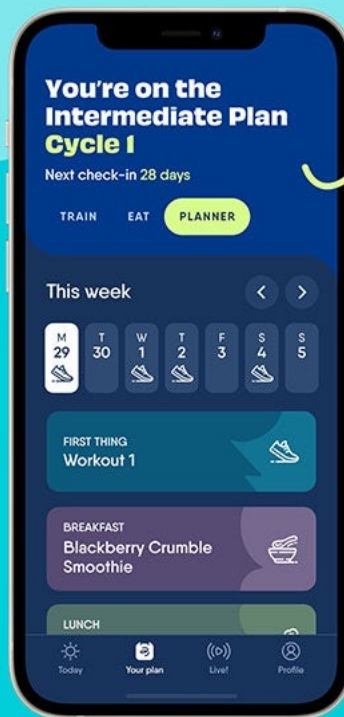 You're on the
Intermediate Plan
Cycle 1
Next check-in 28 days
TRAIN EAT PLANNER
This week
M T W T F S S
29 30 1 2 3 4 5
FIRST THING
Workout 1
BREAKFAST
Blackberry Crumble
Smoothie
LUNCH
Today Your plan Live! Profile